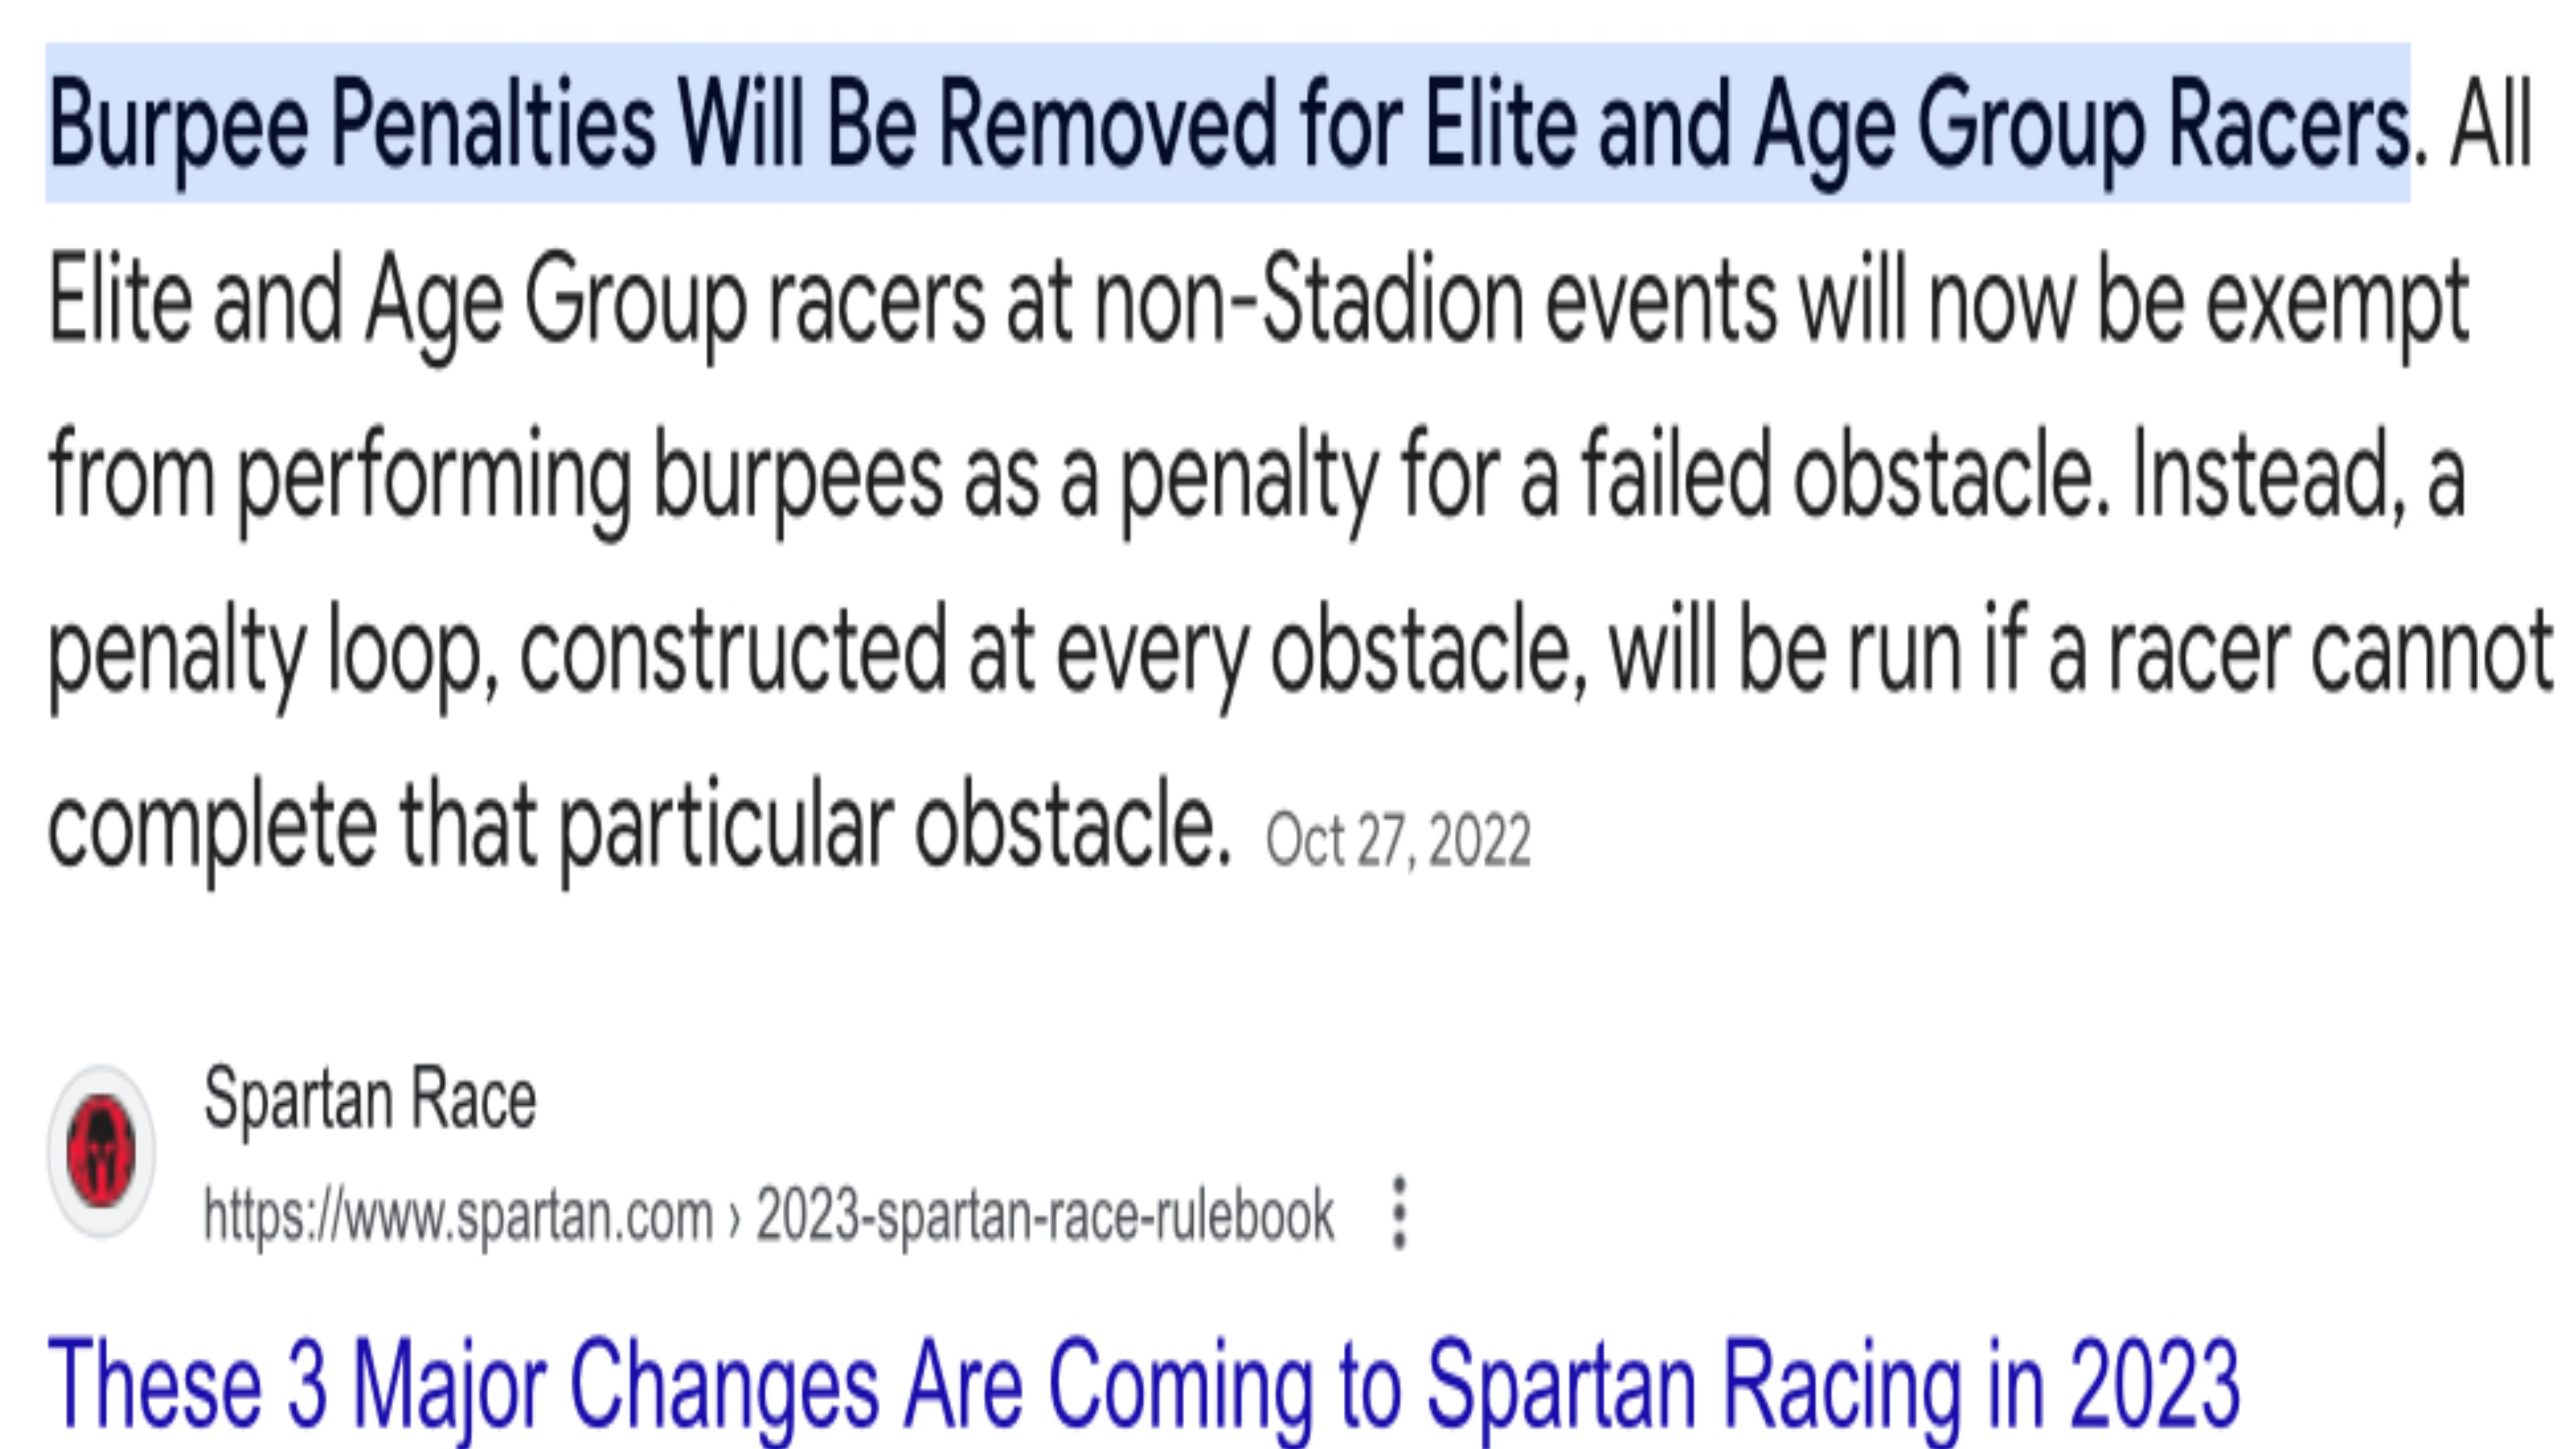 Burpee Penalties Will Be Removed for Elite and Age Group Racers. All
Elite and Age Group racers at non-Stadion events will now be exempt
from performing burpees as a penalty for a failed obstacle. Instead, a
penalty loop, constructed at every obstacle, will be run if a racer cannot
complete that particular obstacle. Oct 27, 2022
Spartan Race
https://www.spartan.com › 2023-spartan-race-rulebook
These 3 Major Changes Are Coming to Spartan Racing in 2023